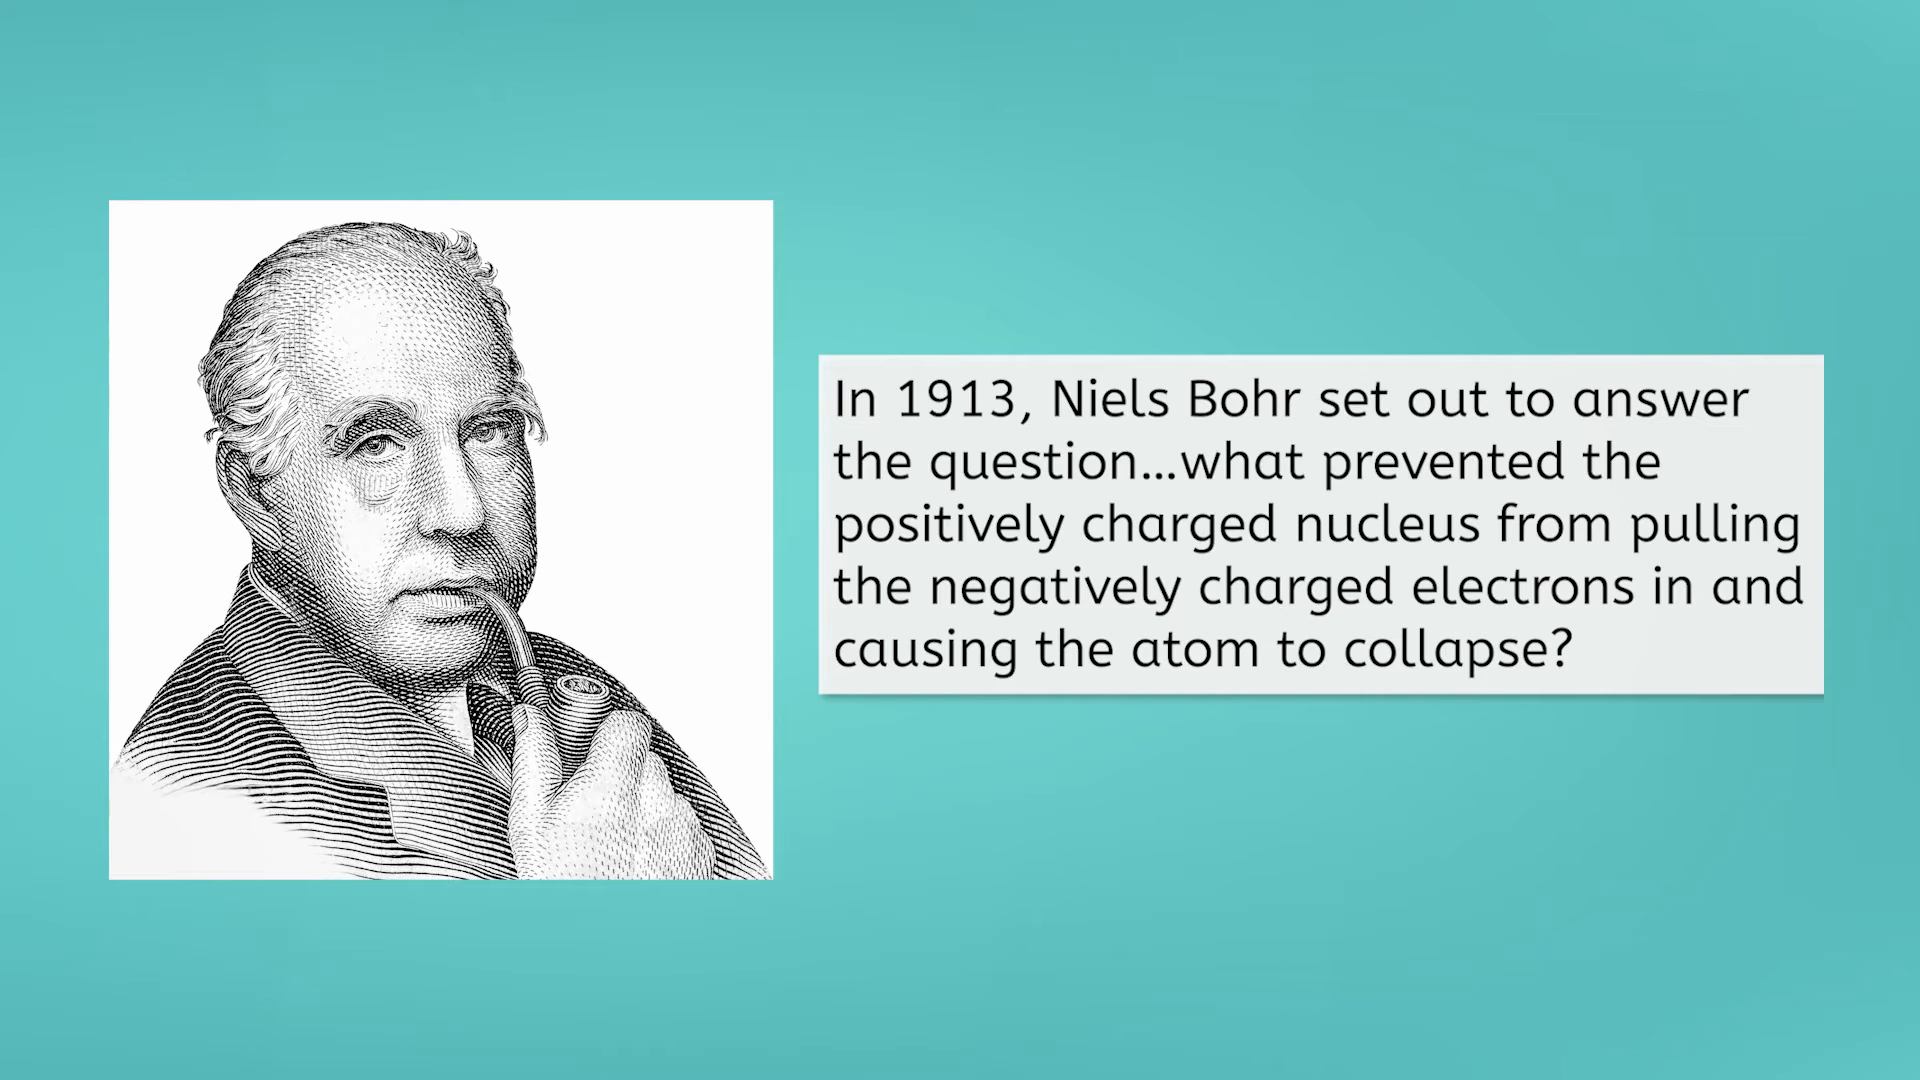 In 1913, Niels Bohr set out to answer
the question...what prevented the
positively charged nucleus from pulling
the negatively charged electrons in and
causing the atom to collapse?